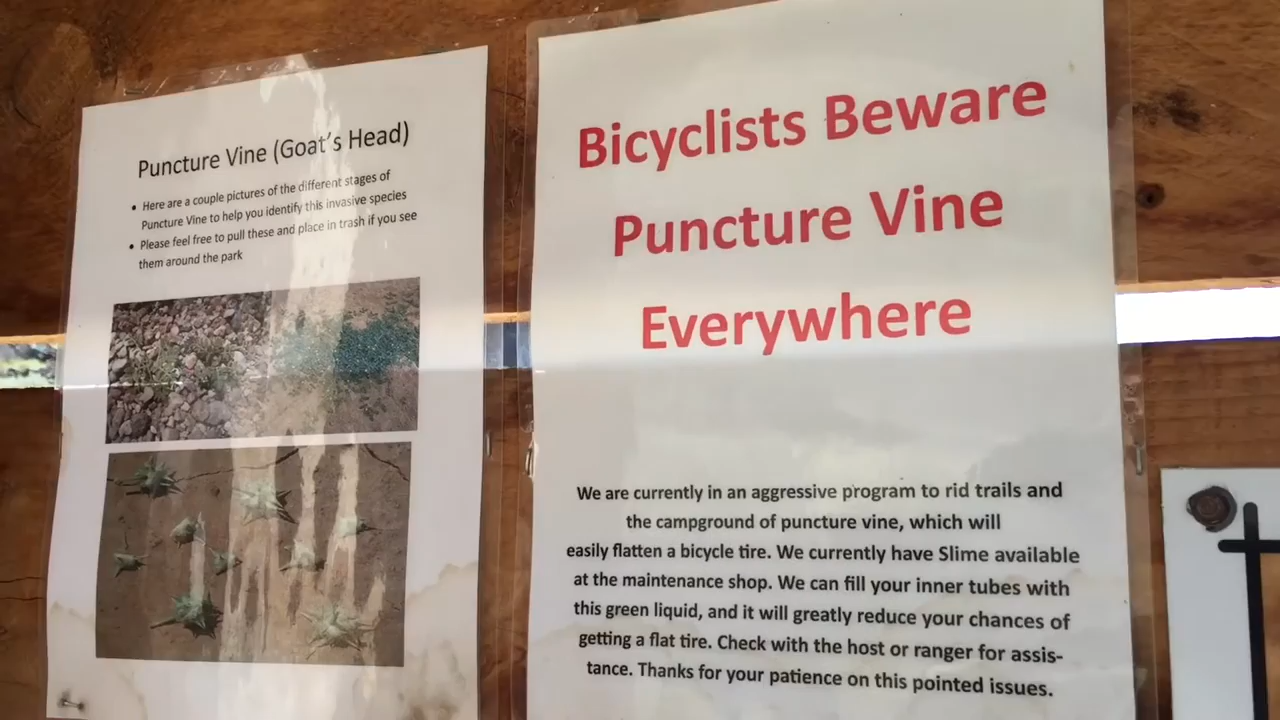 Puncture Vine (Goat's Head)
• Here are a couple pictures of the different stages of
Puncture Vine to help you identify this invasive species
• Please feel free to pull these and place in trash if you see
them around the park
Bicyclists Beware
Puncture Vine
Everywhere
We are currently in an aggressive program to rid trails and
the campground of puncture vine, which will
easily flatten a bicycle tire. We currently have Slime available
at the maintenance shop. We can fill your inner tubes with
this green liquid, and it will greatly reduce your chances of
getting a flat tire. Check with the host or ranger for assis-
tance. Thanks for your patience on this pointed issues.